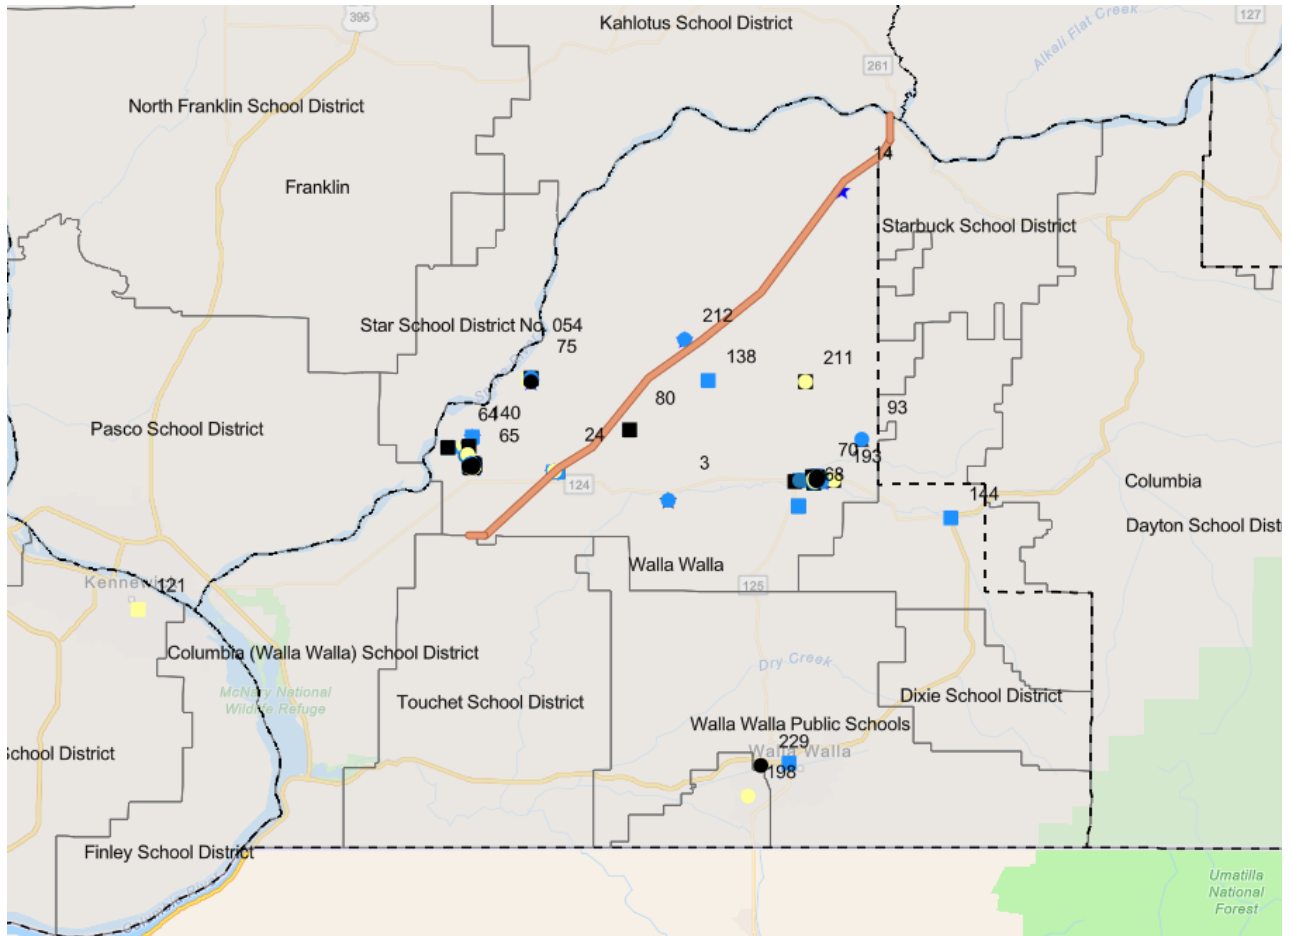 395
Kahlotus School District
127
Alkali Flat Creek
261
North Franklin School District
14
Franklin
Starbuck School District
212
Star School District No. 054
75
138
211
80
93
64
140
65
24
Pasco School District
70
193
3
68
124
144
Columbia
Dayton School Dist
Walla Walla
125
Kennewick
121
Columbia (Walla Walla) School District
Dry Creek
McNary National
Wildlife Refuge
Touchet School District
Dixie School District
Walla Walla Public Schools
229
Walla Walla
School District
198
Finley School District
Umatilla
National
Forest